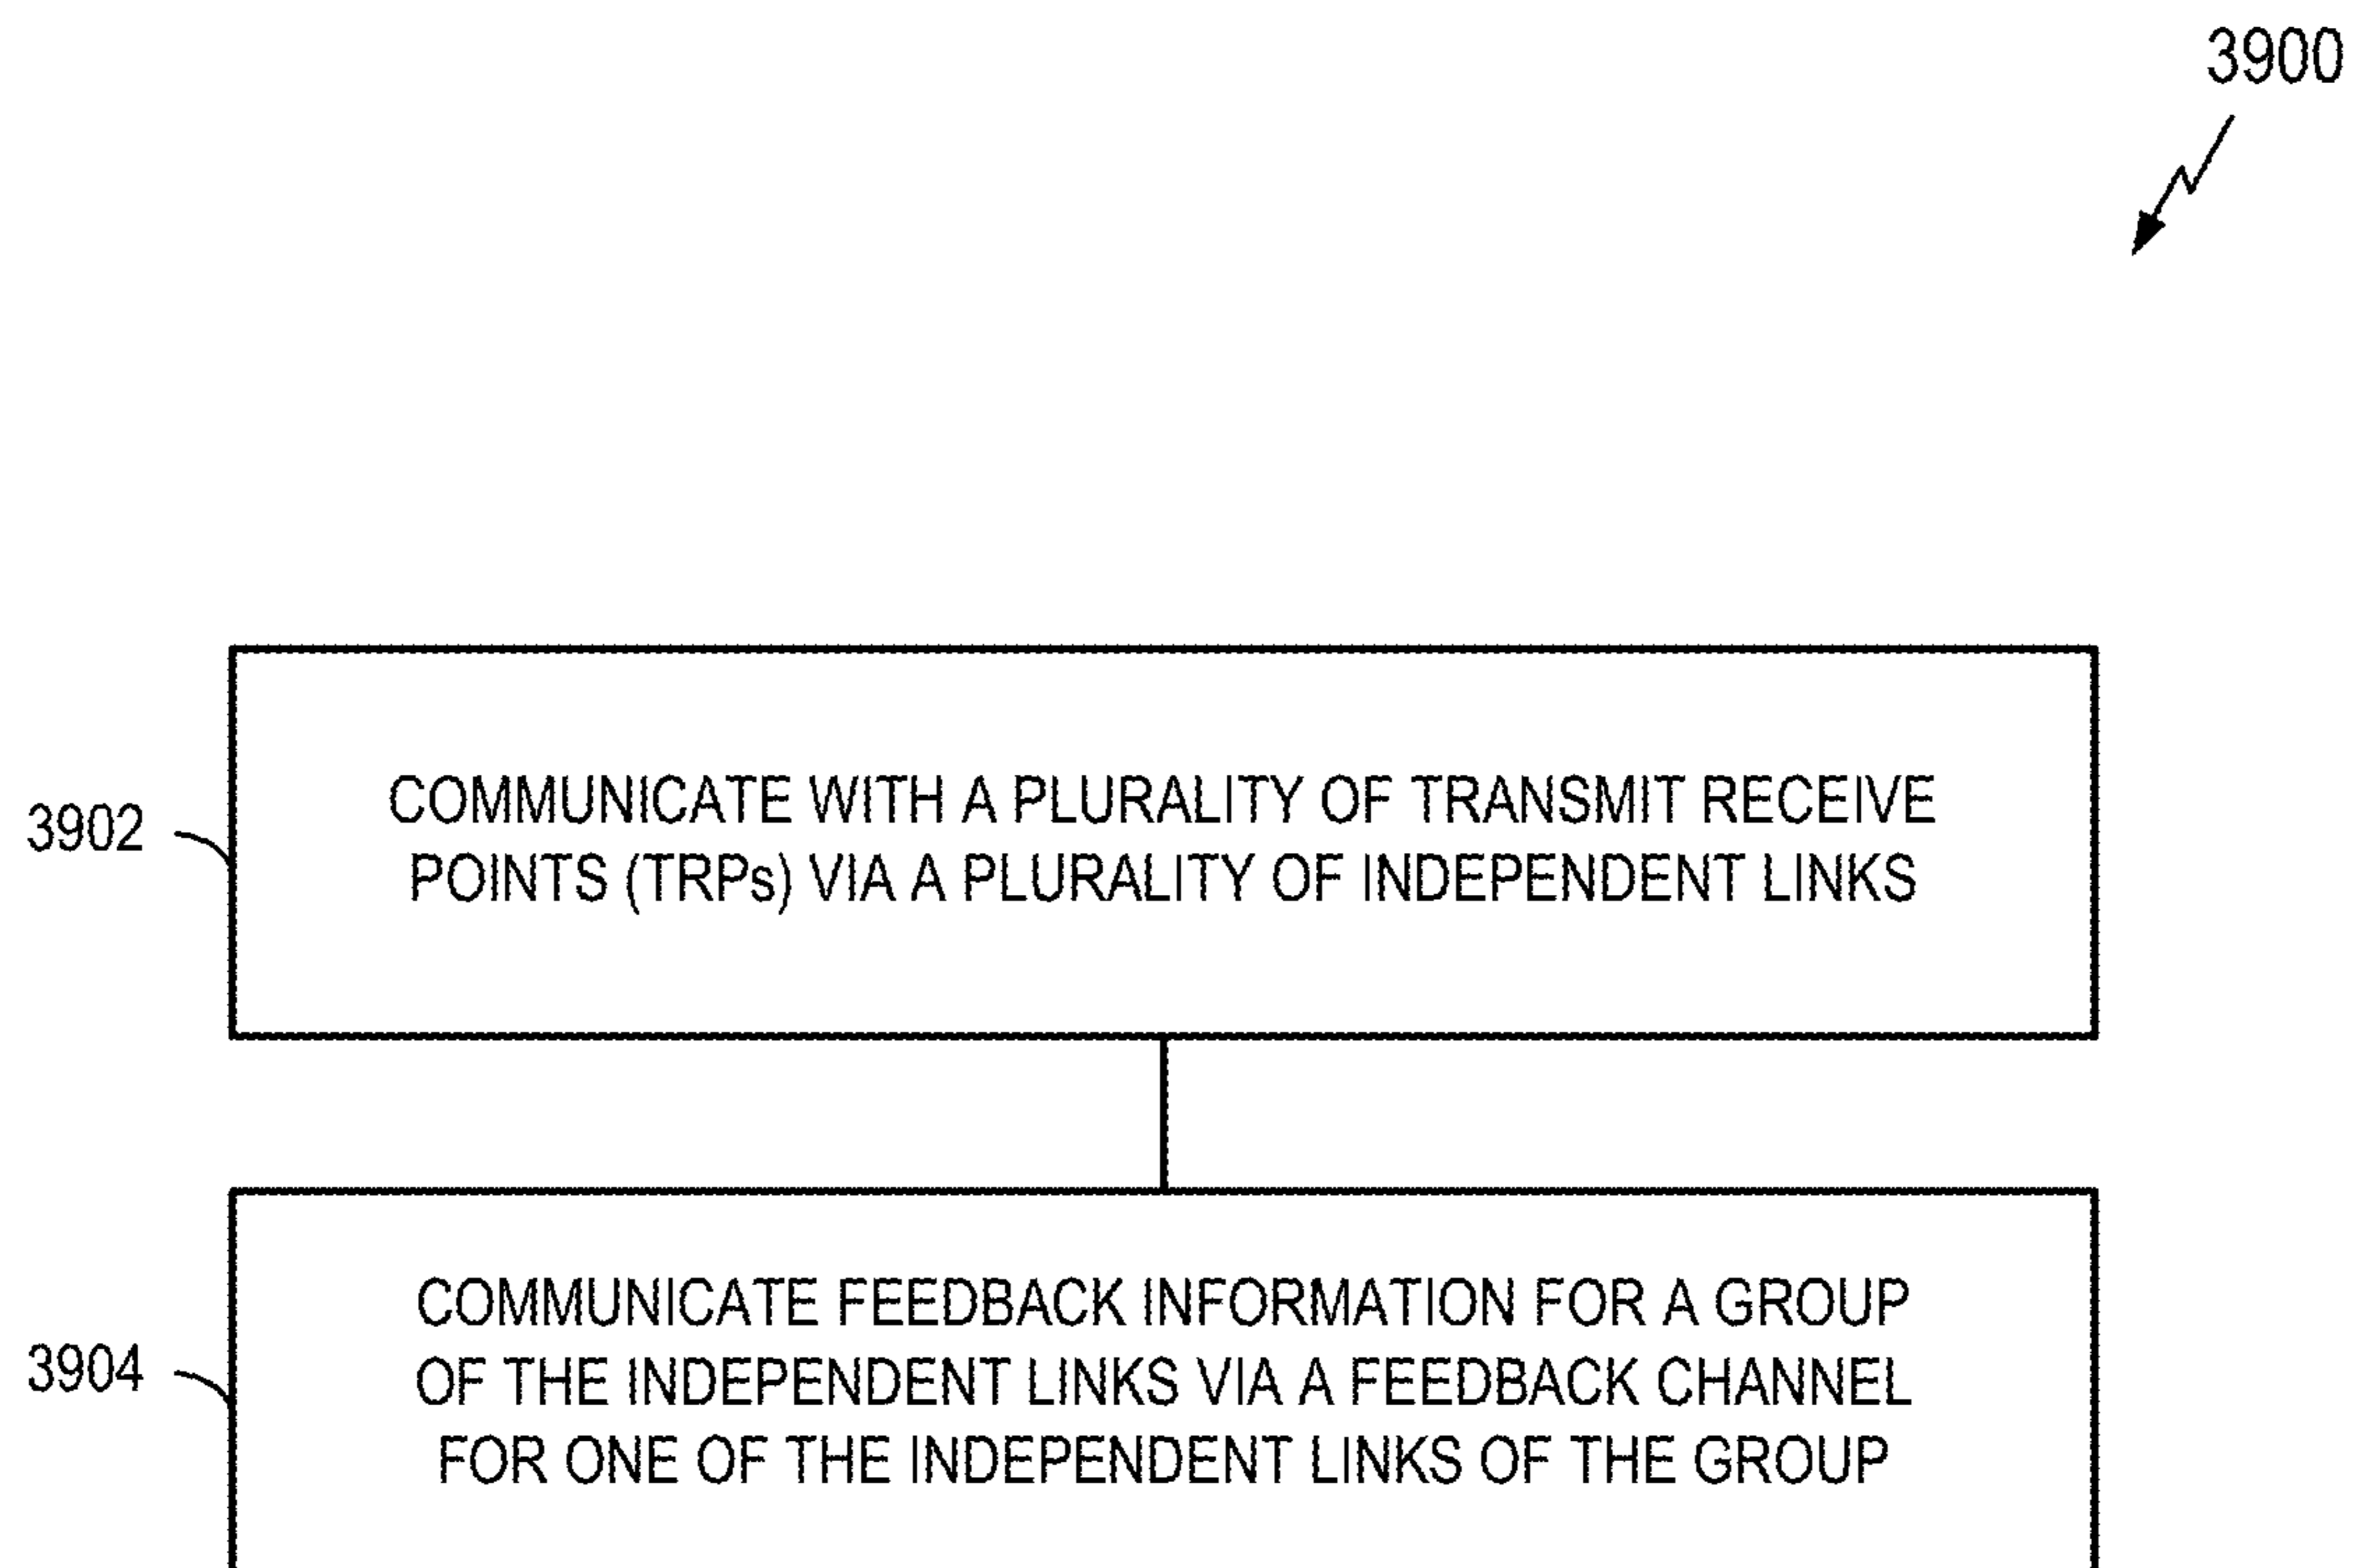 3900
3902
COMMUNICATE WITH A PLURALITY OF TRANSMIT RECEIVE
POINTS (TRPs) VIA A PLURALITY OF INDEPENDENT LINKS
3904
COMMUNICATE FEEDBACK INFORMATION FOR A GROUP
OF THE INDEPENDENT LINKS VIA A FEEDBACK CHANNEL
FOR ONE OF THE INDEPENDENT LINKS OF THE GROUP